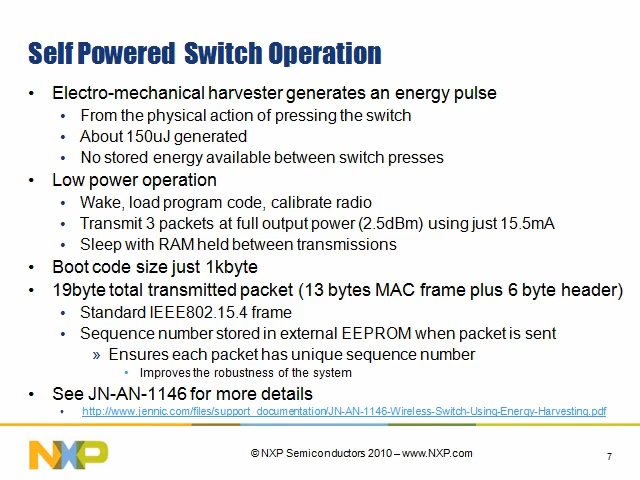 Self Powered Switch Operation
• Electro-mechanical harvester generates an energy pulse
• From the physical action of pressing the switch
• About 150uJ generated
• No stored energy available between switch presses
• Low power operation
• Wake, load program code, calibrate radio
• Transmit 3 packets at full output power (2.5dBm) using just 15.5mA
• Sleep with RAM held between transmissions
• Boot code size just 1kbyte
• 19byte total transmitted packet (13 bytes MAC frame plus 6 byte header)
• Standard IEEE802.15.4 frame
• Sequence number stored in external EEPROM when packet is sent
» Ensures each packet has unique sequence number
• Improves the robustness of the system
• See JN-AN-1146 for more details
• http://www.jennic.com/files/support_documentation/JN-AN-1146-Wireless-Switch-Using-Energy-Harvesting.pdf
NXP
© NXP Semiconductors 2010 – www.NXP.com
7